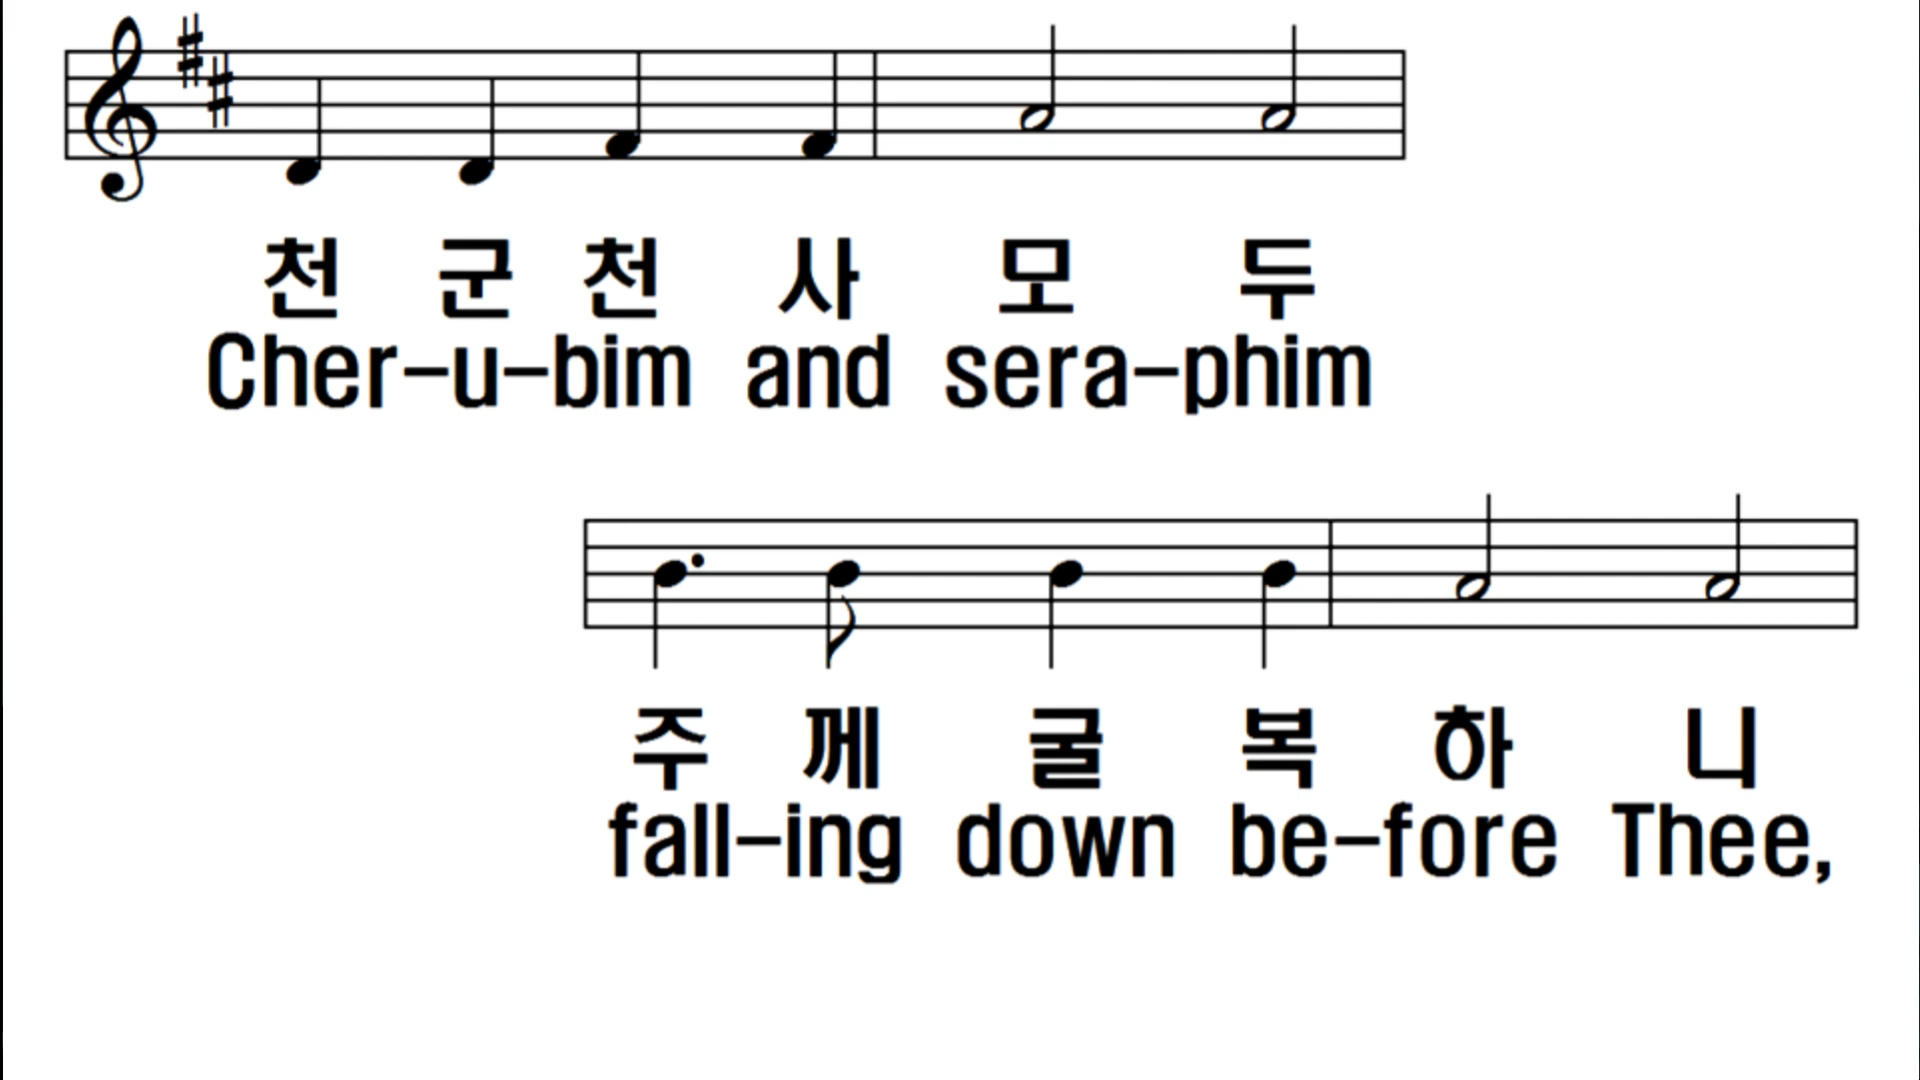 천 군 천 사 모 두
Cher-u-bim and sera-phim
주 께 굴 복 하 니
fall-ing down be-fore Thee,